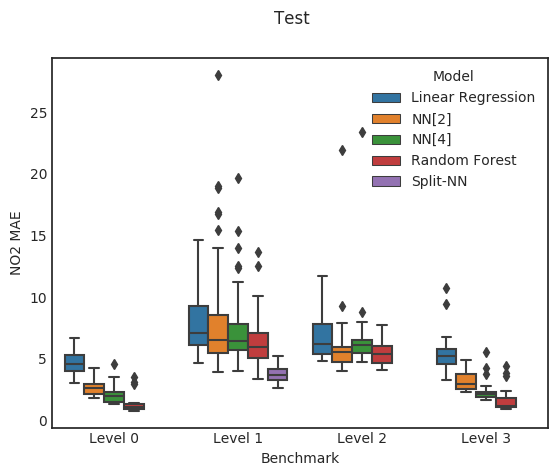 Test
NO2 MAE
25
20
15
10
5
0
Model
Linear Regression
NN[2]
NN[4]
Random Forest
Split-NN
Level 0 Level 1 Level 2 Level 3
Benchmark